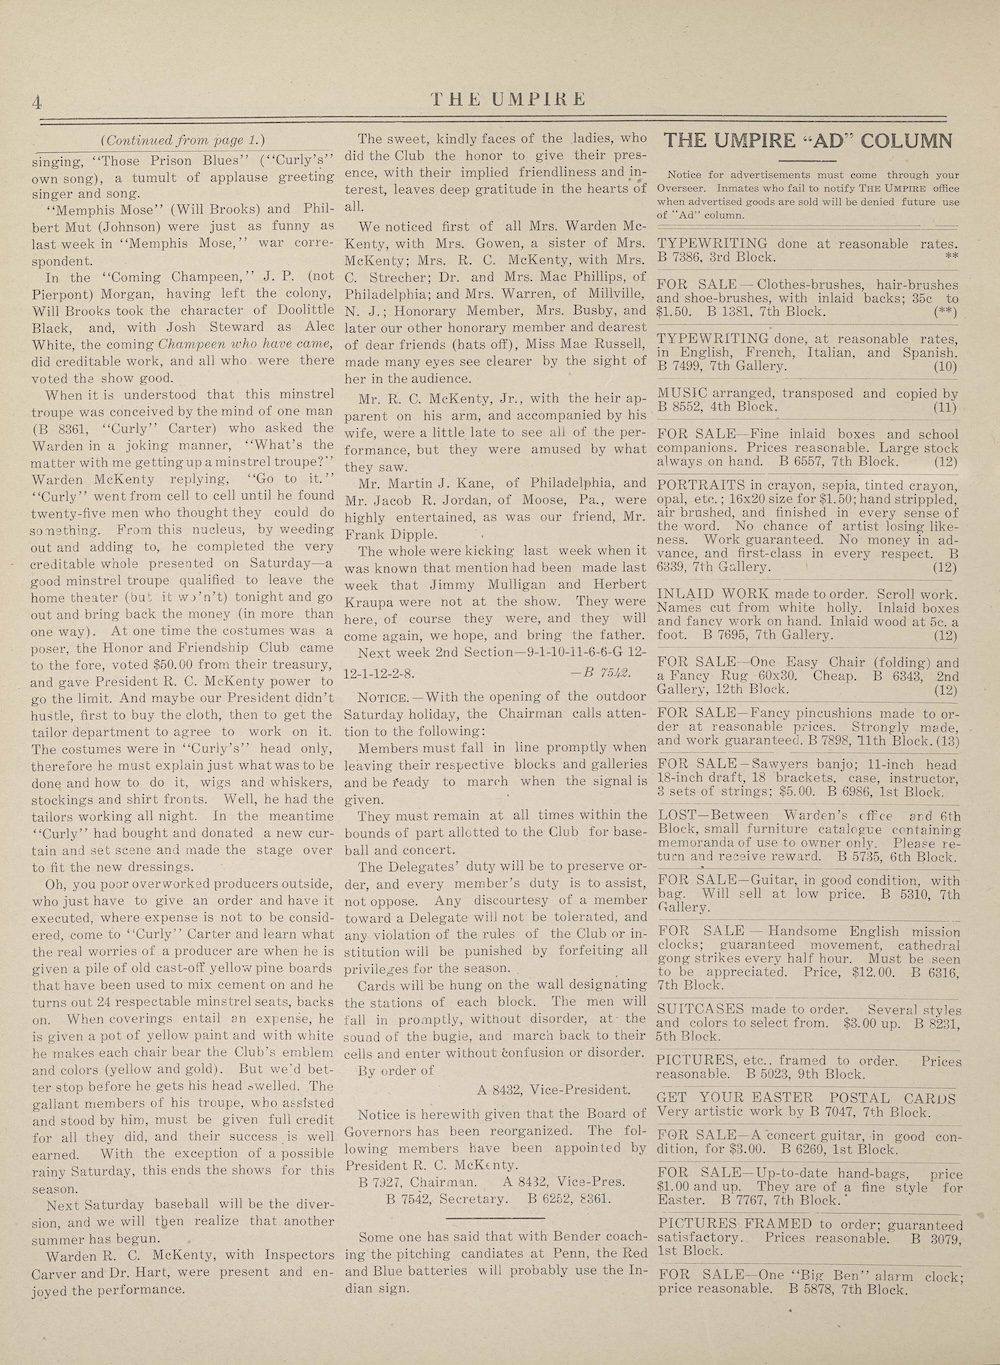 4
THE UMPIRE
(Continued from page 1.)
singing, "Those Prison Blues" ("Curly's"
own song), a tumult of applause greeting
singer and song.
"Memphis Mose" (Will Brooks) and Phil-
bert Mut (Johnson) were just as funny as
last week in "Memphis Mose," war corre-
spondent.
In the "Coming Champeen," J. P. (not
Pierpont) Morgan, having left the colony,
Will Brooks took the character of Doolittle
Black, and, with Josh Steward as Alec
White, the coming Champeen who have came,
did creditable work, and all who were there
voted the show good.
When it is understood that this minstrel
troupe was conceived by the mind of one man
(B 8361, "Curly" Carter) who asked the
Warden in a joking manner, "What's the
matter with me getting up a minstrel troupe?"
Warden McKenty replying, "Go to it."
"Curly" went from cell to cell until he found
twenty-five men who thought they could do
something. From this nucleus, by weeding
out and adding to, he completed the very
creditable whole presented on Saturday—a
good minstrel troupe qualified to leave the
home theater (but it wo'n't) tonight and go
out and bring back the money (in more than
one way). At one time the costumes was a
poser, the Honor and Friendship Club came
to the fore, voted $50.00 from their treasury,
and gave President R. C. McKenty power to
go the limit. And maybe our President didn't
hustle, first to buy the cloth, then to get the
tailor department to agree to work on it.
The costumes were in "Curly's" head only,
therefore he must explain just what was to be
done and how to do it, wigs and whiskers,
stockings and shirt fronts. Well, he had the
tailors working all night. In the meantime
"Curly" had bought and donated a new cur-
tain and set scene and made the stage over
to fit the new dressings.
Oh, you poor overworked producers outside,
who just have to give an order and have it
executed, where expense is not to be consid-
ered, come to "Curly" Carter and learn what
the real worries of a producer are when he is
given a pile of old cast-off yellow pine boards
that have been used to mix cement on and he
turns out 24 respectable minstrel seats, backs
on. When coverings entail an expense, he
is given a pot of yellow paint and with white
he makes each chair bear the Club's emblem
and colors (yellow and gold). But we'd bet-
ter stop before he gets his head swelled. The
gallant members of his troupe, who assisted
and stood by him, must be given full credit
for all they did, and their success is well
earned. With the exception of a possible
rainy Saturday, this ends the shows for this
season.
Next Saturday baseball will be the diver-
sion, and we will then realize that another
summer has begun.
Warden R. C. McKenty, with Inspectors
Carver and Dr. Hart, were present and en-
joyed the performance.
The sweet, kindly faces of the ladies, who
did the Club the honor to give their pres-
ence, with their implied friendliness and in-
terest, leaves deep gratitude in the hearts of
all.
We noticed first of all Mrs. Warden Mc-
Kenty, with Mrs. Gowen, a sister of Mrs.
McKenty; Mrs. R. C. McKenty, with Mrs.
C. Strecher; Dr. and Mrs. Mac Phillips, of
Philadelphia; and Mrs. Warren, of Millville,
N. J.; Honorary Member, Mrs. Busby, and
later our other honorary member and dearest
of dear friends (hats off), Miss Mae Russell,
made many eyes see clearer by the sight of
her in the audience.
Mr. R. C. McKenty, Jr., with the heir ap-
parent on his arm, and accompanied by his
wife, were a little late to see all of the per-
formance, but they were amused by what
they saw.
Mr. Martin J. Kane, of Philadelphia, and
Mr. Jacob R. Jordan, of Moose, Pa., were
highly entertained, as was our friend, Mr.
Frank Dipple.
The whole were kicking last week when it
was known that mention had been made last
week that Jimmy Mulligan and Herbert
Kraupa were not at the show. They were
here, of course they were, and they will
come again, we hope, and bring the father.
Next week 2nd Section—9-1-10-11-6-6-G 12-
12-1-12-2-8. —B 7542.
NOTICE.—With the opening of the outdoor
Saturday holiday, the Chairman calls atten-
tion to the following:
Members must fall in line promptly when
leaving their respective blocks and galleries
and be ready to march when the signal is
given.
They must remain at all times within the
bounds of part allotted to the Club for base-
ball and concert.
The Delegates' duty will be to preserve or-
der, and every member's duty is to assist,
not oppose. Any discourtesy of a member
toward a Delegate will not be tolerated, and
any violation of the rules of the Club or in-
stitution will be punished by forfeiting all
privileges for the season.
Cards will be hung on the wall designating
the stations of each block. The men will
fall in promptly, without disorder, at the
sound of the bugle, and march back to their
cells and enter without confusion or disorder.
By order of
A 8432, Vice-President.
Notice is herewith given that the Board of
Governors has been reorganized. The fol-
lowing members have been appointed by
President R. C. McKenty.
B 7327, Chairman. A 8432, Vice-Pres.
B 7542, Secretary. B 6252, 8361.
Some one has said that with Bender coach-
ing the pitching candiates at Penn, the Red
and Blue batteries will probably use the In-
dian sign.
THE UMPIRE "AD" COLUMN
Notice for advertisements must come through your
Overseer. Inmates who fail to notify THE UMPIRE office
when advertised goods are sold will be denied future use
of "Ad" column.
TYPEWRITING done at reasonable rates.
B 7386, 3rd Block. **
FOR SALE—Clothes-brushes, hair-brushes
and shoe-brushes, with inlaid backs; 35c to
$1.50. B 1381, 7th Block. (**)
TYPEWRITING done, at reasonable rates,
in English, French, Italian, and Spanish.
B 7499, 7th Gallery. (10)
MUSIC arranged, transposed and copied by
B 8552, 4th Block. (11)
FOR SALE—Fine inlaid boxes and school
companions. Prices reasonable. Large stock
always on hand. B 6557, 7th Block. (12)
PORTRAITS in crayon, sepia, tinted crayon,
opal, etc.; 16x20 size for $1.50; hand strippled,
air brushed, and finished in every sense of
the word. No chance of artist losing like-
ness. Work guaranteed. No money in ad-
vance, and first-class in every respect. B
6339, 7th Gallery. (12)
INLAID WORK made to order. Scroll work.
Names cut from white holly. Inlaid boxes
and fancy work on hand. Inlaid wood at 5c. a
foot. B 7695, 7th Gallery. (12)
FOR SALE—One Easy Chair (folding) and
a Fancy Rug 60x30. Cheap. B 6343, 2nd
Gallery, 12th Block. (12)
FOR SALE—Fancy pincushions made to or-
der at reasonable prices. Strongly made,
and work guaranteed. B 7898, 11th Block. (13)
FOR SALE—Sawyers banjo; 11-inch head
18-inch draft, 18 brackets, case, instructor,
3 sets of strings; $5.00. B 6986, 1st Block.
LOST—Between Warden's office and 6th
Block, small furniture catalogue containing
memoranda of use to owner only. Please re-
turn and receive reward. B 5735, 6th Block.
FOR SALE—Guitar, in good condition, with
bag. Will sell at low price. B 5310, 7th
Gallery.
FOR SALE—Handsome English mission
clocks; guaranteed movement, cathedral
gong strikes every half hour. Must be seen
to be appreciated. Price, $12.00. B 6316,
7th Block.
SUITCASES made to order. Several styles
and colors to select from. $3.00 up. B 8231,
5th Block.
PICTURES, etc., framed to order. Prices
reasonable. B 5023, 9th Block.
GET YOUR EASTER POSTAL CARDS
Very artistic work by B 7047, 7th Block.
FOR SALE—A concert guitar, in good con-
dition, for $3.00. B 6260, 1st Block.
FOR SALE—Up-to-date hand-bags, price
$1.00 and up. They are of a fine style for
Easter. B 7767, 7th Block.
PICTURES FRAMED to order; guaranteed
satisfactory. Prices reasonable. B 3079,
1st Block.
FOR SALE—One "Big Ben" alarm clock;
price reasonable. B 5878, 7th Block.